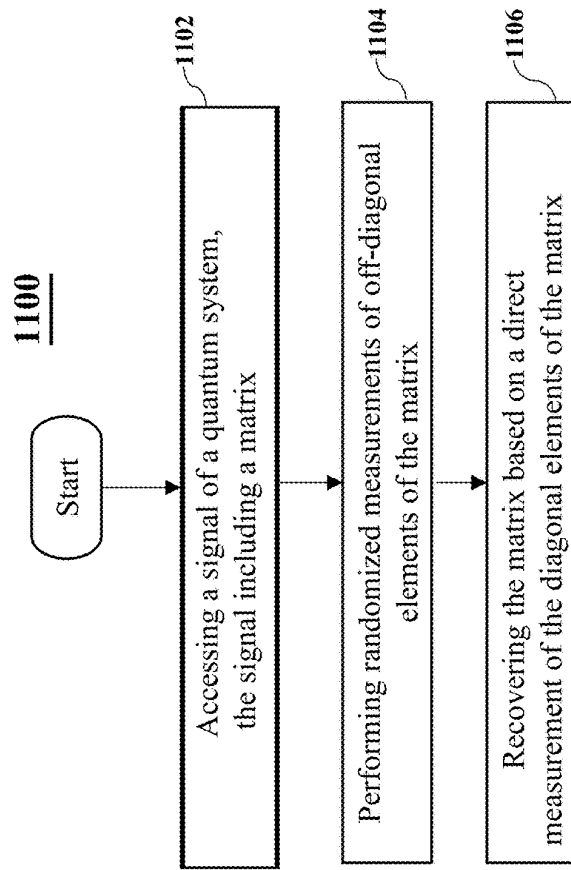 1100
Start
1102
Accessing a signal of a quantum system,
the signal including a matrix
1104
Performing randomized measurements of off-diagonal
elements of the matrix
1106
Recovering the matrix based on a direct
measurement of the diagonal elements of the matrix